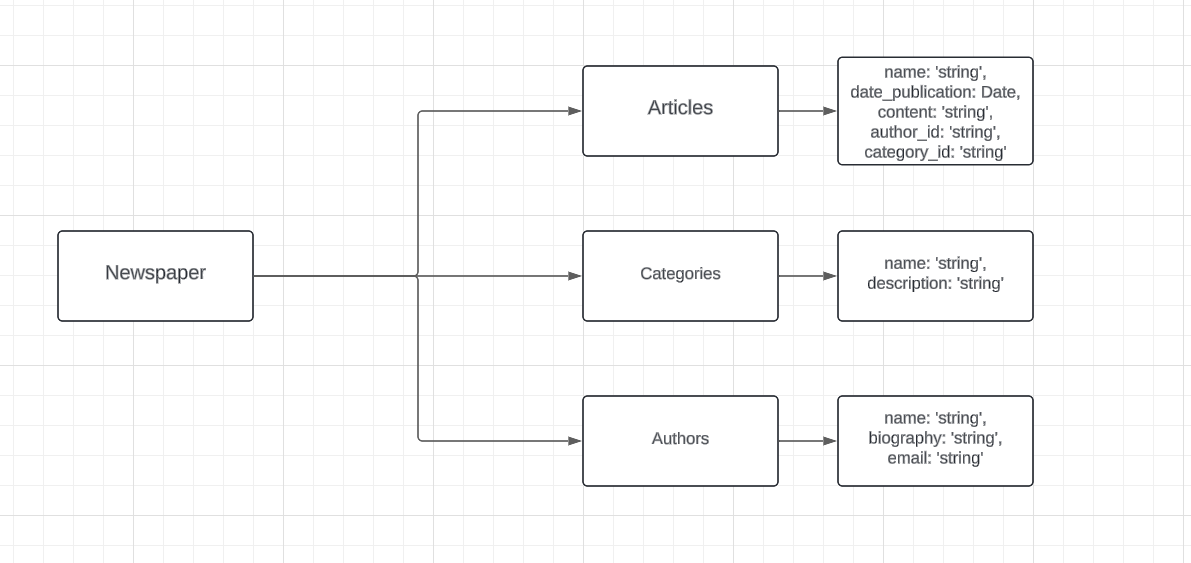 Newspaper
Articles
name: 'string',
date_publication: Date,
content: 'string',
author_id: 'string',
category_id: 'string'
Categories
name: 'string',
description: 'string'
Authors
name: 'string',
biography: 'string',
email: 'string'